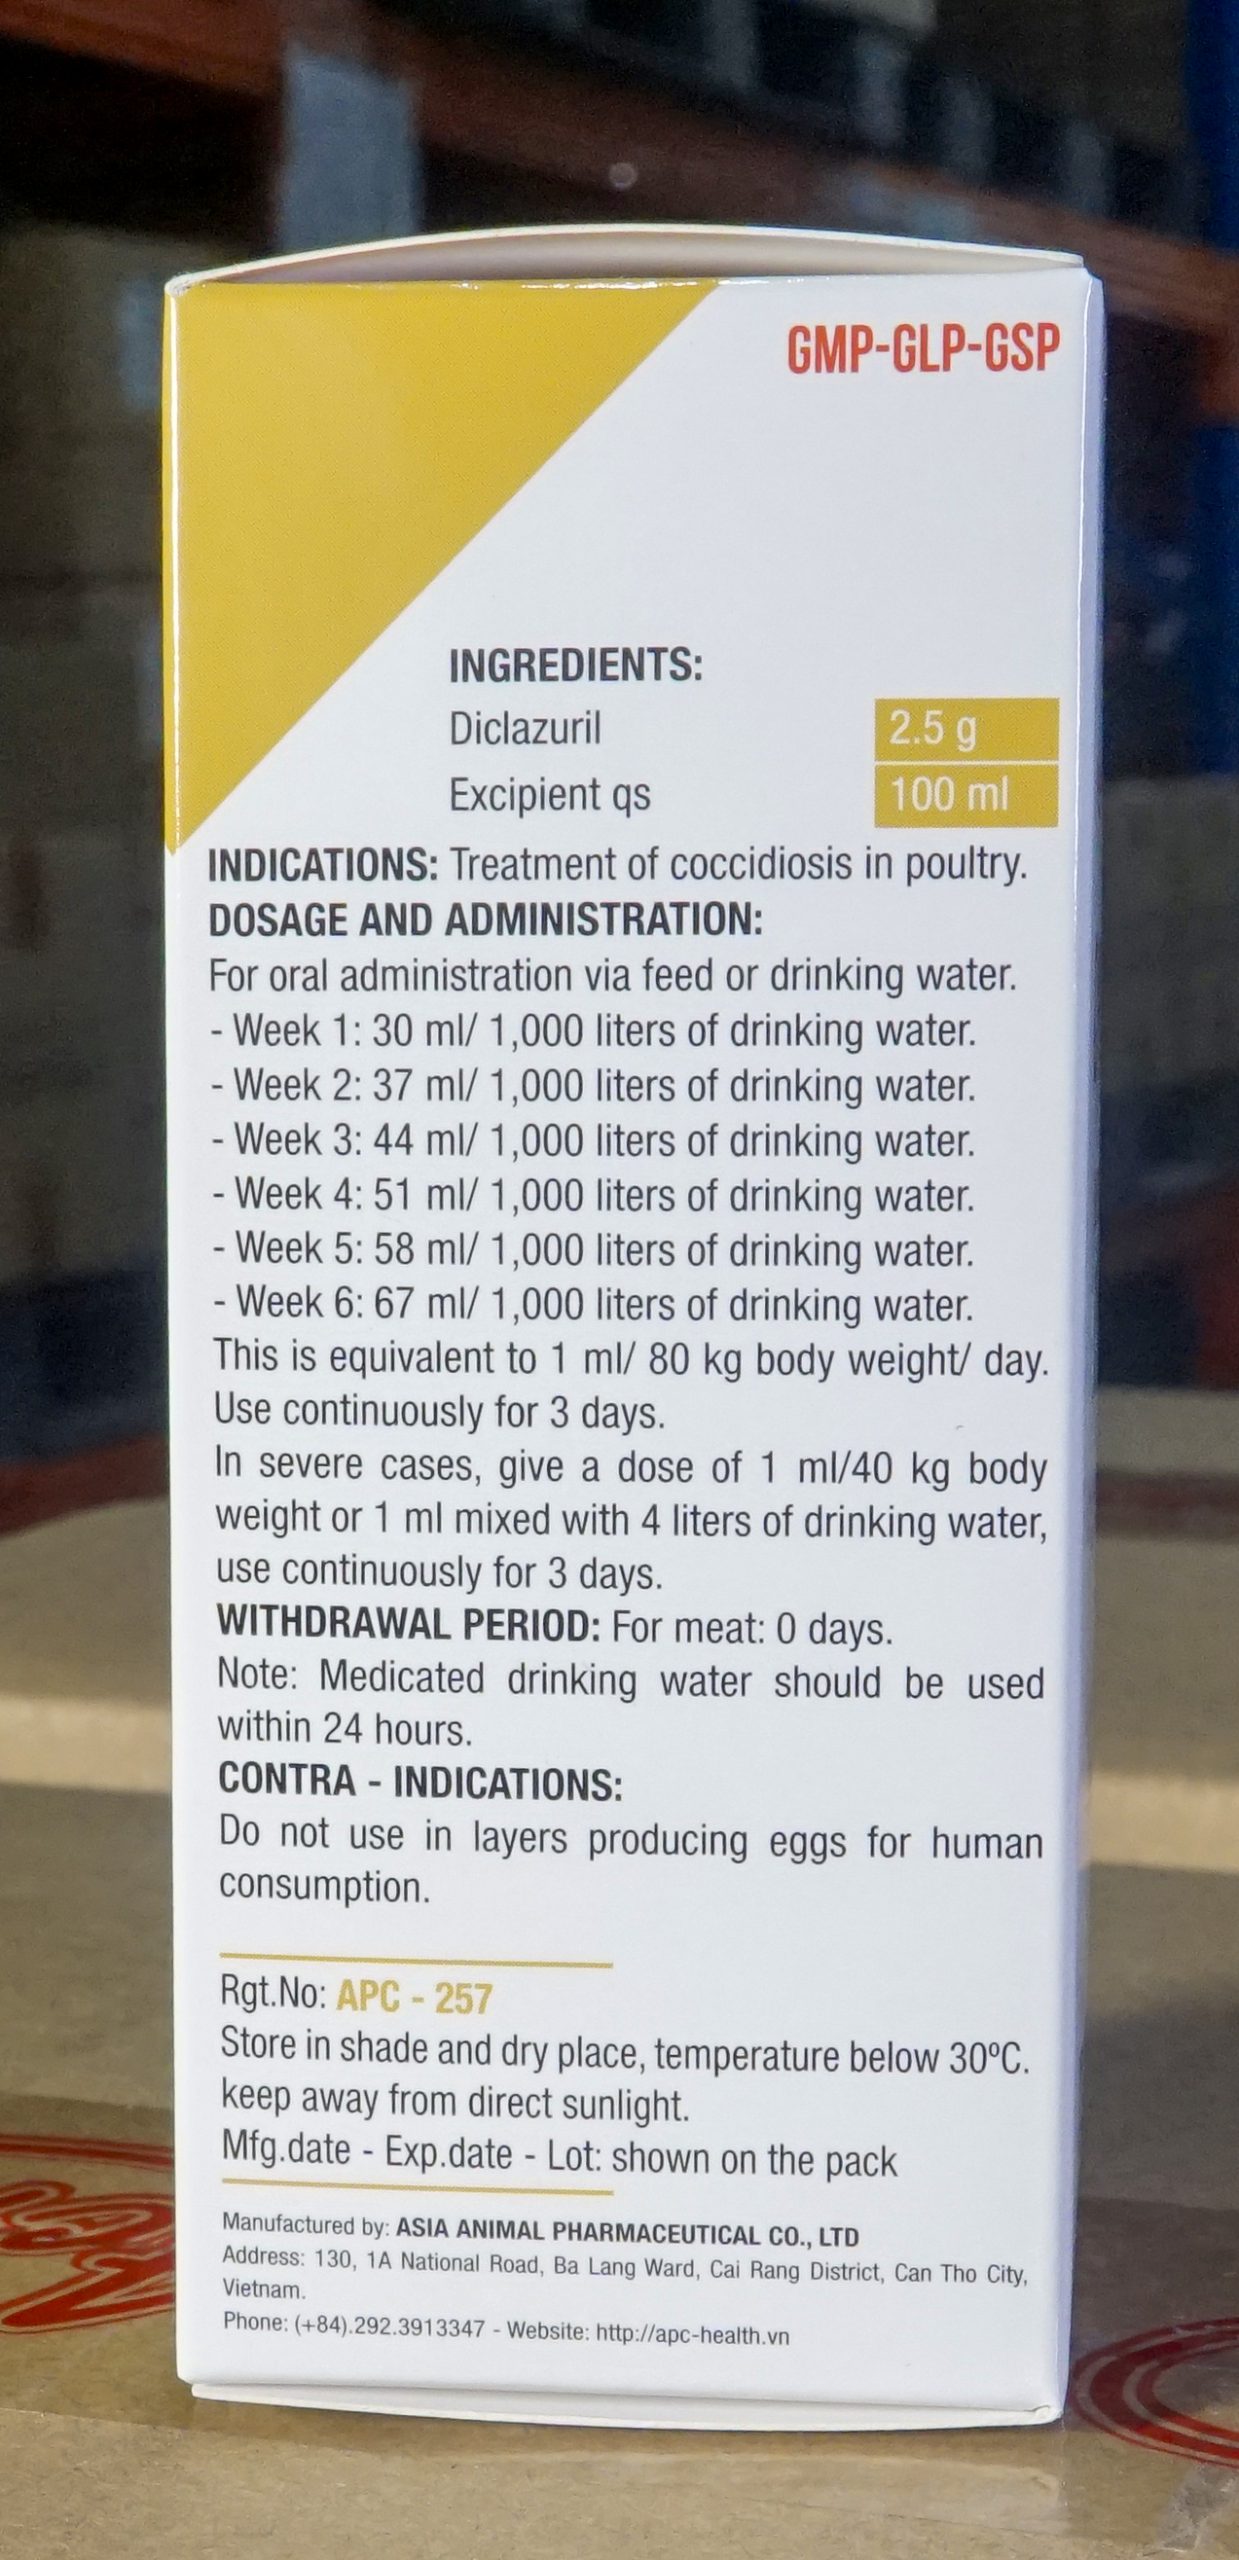 GMP-GLP-GSP
INGREDIENTS:
Diclazuril 2.5 g
Excipient qs 100 ml
INDICATIONS: Treatment of coccidiosis in poultry.
DOSAGE AND ADMINISTRATION:
For oral administration via feed or drinking water.
- Week 1: 30 ml/ 1,000 liters of drinking water.
- Week 2: 37 ml/ 1,000 liters of drinking water.
- Week 3: 44 ml/ 1,000 liters of drinking water.
- Week 4: 51 ml/ 1,000 liters of drinking water.
- Week 5: 58 ml/ 1,000 liters of drinking water.
- Week 6: 67 ml/ 1,000 liters of drinking water.
This is equivalent to 1 ml/ 80 kg body weight/ day.
Use continuously for 3 days.
In severe cases, give a dose of 1 ml/40 kg body
weight or 1 ml mixed with 4 liters of drinking water,
use continuously for 3 days.
WITHDRAWAL PERIOD: For meat: 0 days.
Note: Medicated drinking water should be used
within 24 hours.
CONTRA - INDICATIONS:
Do not use in layers producing eggs for human
consumption.
Rgt.No: APC - 257
Store in shade and dry place, temperature below 30ºC.
keep away from direct sunlight.
Mfg.date - Exp.date - Lot: shown on the pack
Manufactured by: ASIA ANIMAL PHARMACEUTICAL CO., LTD
Address: 130, 1A National Road, Ba Lang Ward, Cai Rang District, Can Tho City,
Vietnam.
Phone: (+84).292.3913347 - Website: http://apc-health.vn